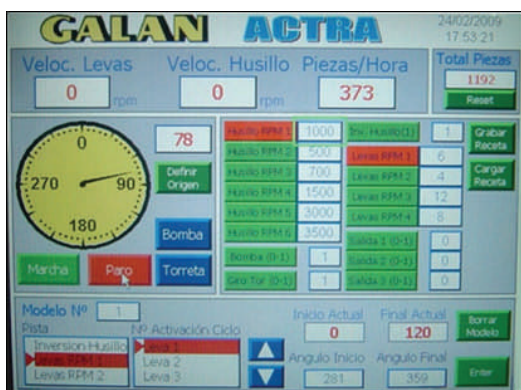 GALAN ACTRA
24/02/2009
17:53:21
Veloc. Levas
0
rpm
Veloc. Husillo
0
rpm
Piezas/Hora
373
Total Piezas
1192
Reset
0
90
180
270
78
Definir
Origen
Bomba
Marcha
Paro
Torreta
Husillo RPM 1 1000
Husillo RPM 2 500
Husillo RPM 3 700
Husillo RPM 4 1500
Husillo RPM 5 3000
Husillo RPM 6 3500
Bomba (0-1) 1
Giro Tor (0-1) 1
Inv. Husillo(1) 1
Levas RPM 1 6
Levas RPM 2 4
Levas RPM 3 12
Levas RPM 4 8
Salida 1 (0-1) 0
Salida 2 (0-1) 0
Salida 3 (0-1) 0
Grabar
Receta
Cargar
Receta
Modelo Nº 1
Pista
Inversion Husillo
Levas RPM 1
Levas RPM 2
Nº Activación Ciclo
Leva 1
Leva 2
Leva 3
Inicio Actual
0
Final Actual
120
Angulo Inicio
281
Angulo Final
359
Borrar
Modelo
Enter